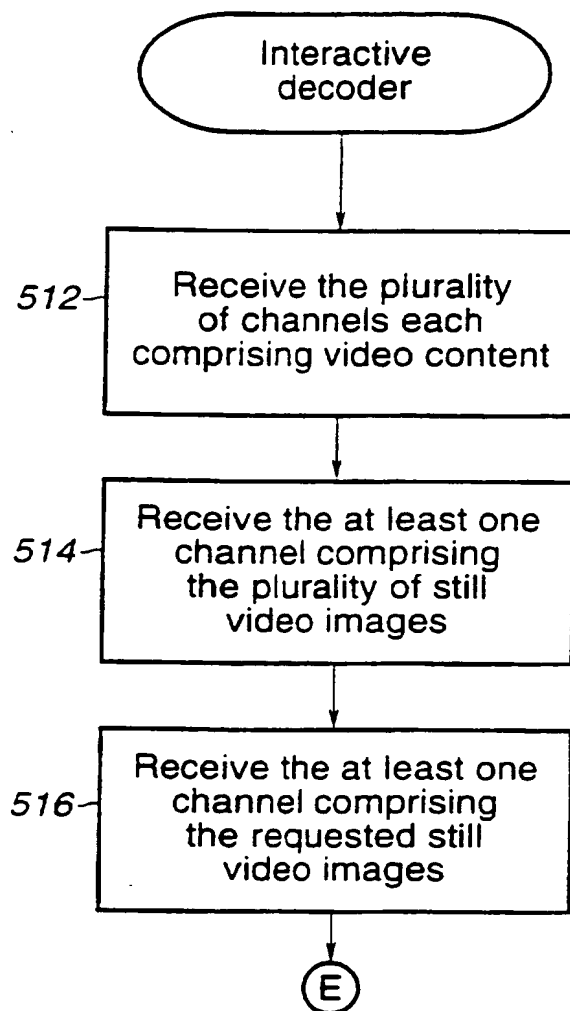 Interactive
decoder
512
Receive the plurality
of channels each
comprising video content
514
Receive the at least one
channel comprising
the plurality of still
video images
516
Receive the at least one
channel comprising
the requested still
video images
E